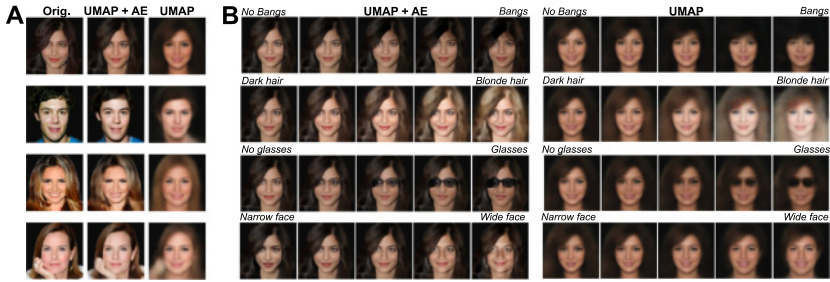 A
Orig. UMAP + AE UMAP
B
No Bangs UMAP + AE Bangs
Dark hair Blonde hair
No glasses Glasses
Narrow face Wide face
No Bangs UMAP Bangs
Dark hair Blonde hair
No glasses Glasses
Narrow face Wide face